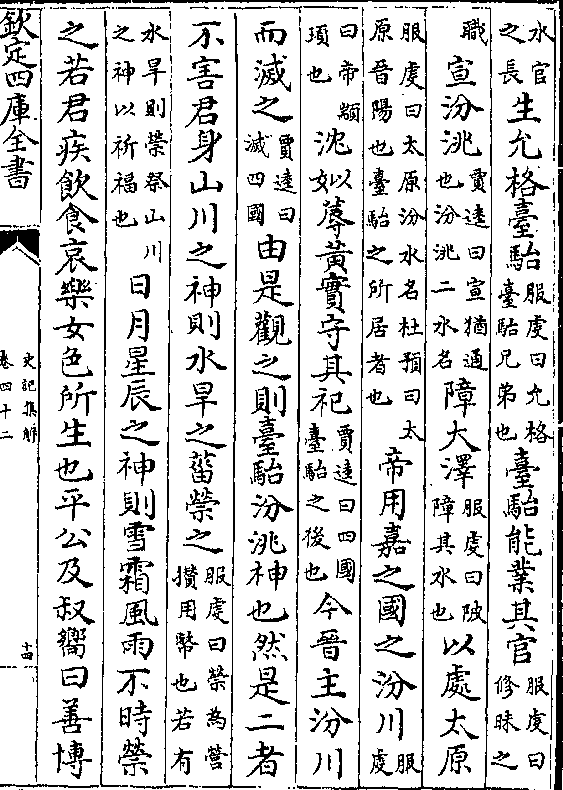 水官之長生允格臺駘服虔曰允格臺駘兄弟也臺駘能業其官服虔曰修昧之
職宣汾洮賈逵曰宣猶通也汾洮二水名障大澤服虔曰陂障其水也以處太原
服虔曰太原汾水名杜預曰太原晉陽也臺駘之所居者也帝用嘉之國之汾川服虔
曰帝顓頊也沈姒蓐黃實守其祀賈逵曰四國臺駘之後也今晉主汾川
而滅之賈逵曰滅四國由是觀之則臺駘汾洮神也然是二者
不害君身山川之神則水旱之菑禜之服虔曰禜為營攢用幣也若有
水旱則禜祭山川之神以祈福也日月星辰之神則雪霜風雨不時禜
之若君疾飲食哀樂女色所生也平公及叔嚮曰善博
欽定四庫全書
史記集解
卷四十二
十四